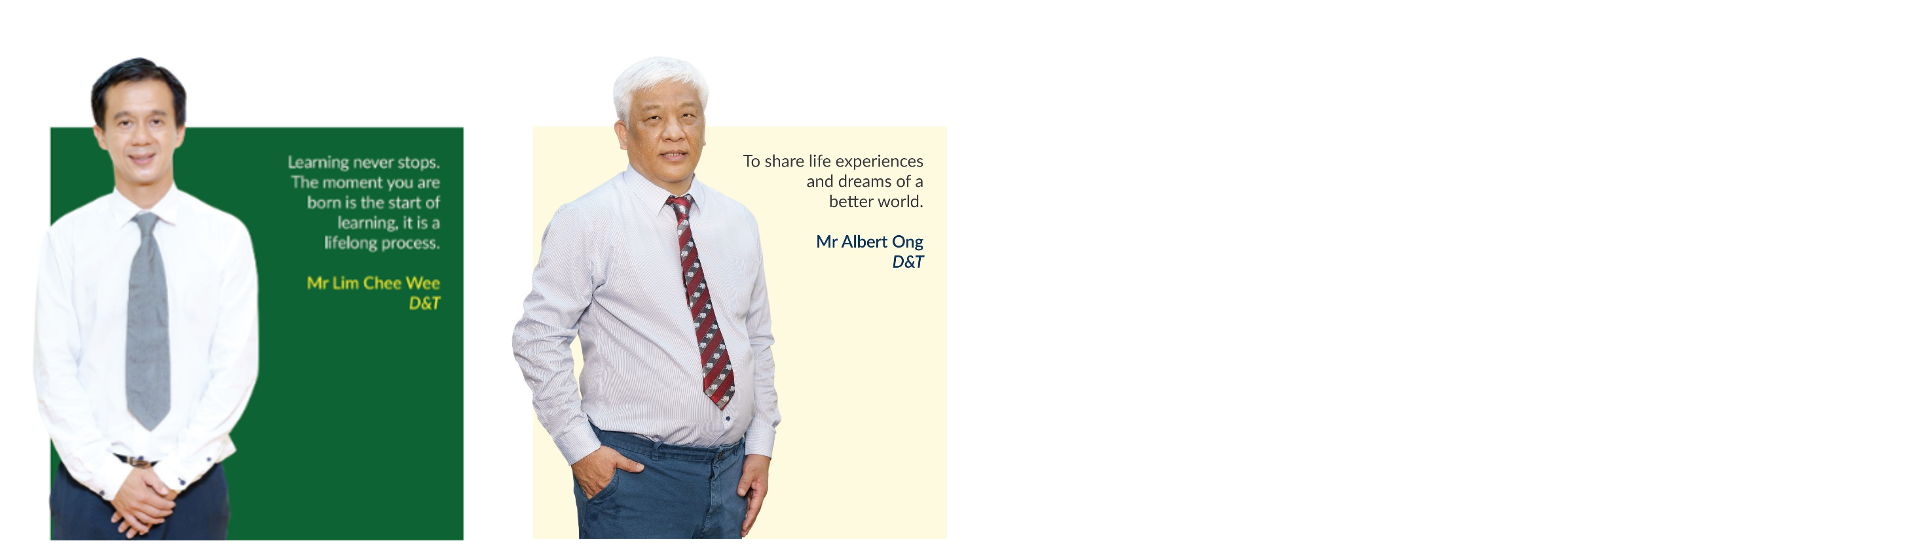 Learning never stops.
The moment you are
born is the start of
learning, it is a
lifelong process.
Mr Lim Chee Wee
D&T
To share life experiences
and dreams of a
better world.
Mr Albert Ong
D&T